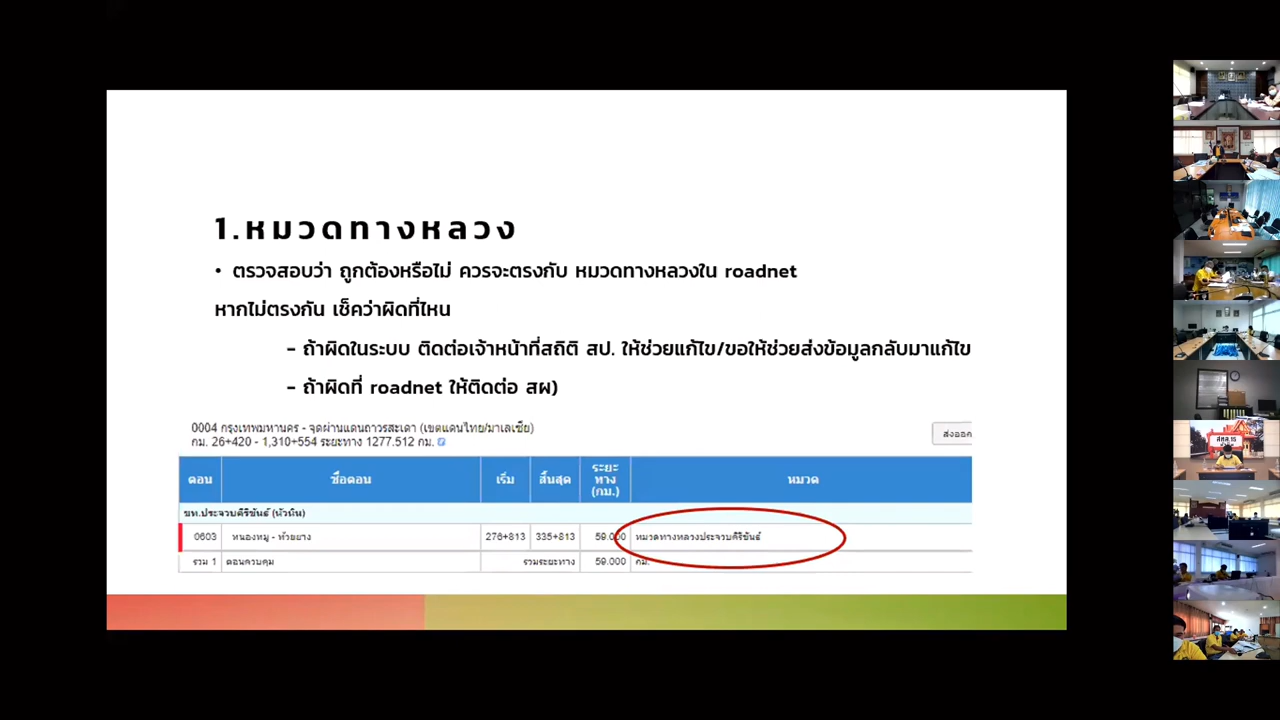 1.หมวดทางหลวง
• ตรวจสอบว่า ถูกต้องหรือไม่ ควรจะตรงกับ หมวดทางหลวงใน roadnet
หากไม่ตรงกัน เช็คว่าผิดที่ไหน
- ถ้าผิดในระบบ ติดต่อเจ้าหน้าที่สถิติ สป. ให้ช่วยแก้ไข/ขอให้ช่วยส่งข้อมูลกลับมาแก้ไข
- ถ้าผิดที่ roadnet ให้ติดต่อ สผ)
0004 กรุงเทพมหานคร - จุดผ่านแดนถาวรสะเดา (เขตแดนไทย/มาเลเซีย)
กม. 26+420 - 1,310+554 ระยะทาง 1277.512 กม.
ส่งออก
ตอน ชื่อตอน เริ่ม สิ้นสุด ระยะทาง (กม.) หมวด
ขท.ประจวบคีรีขันธ์ (หัวหิน)
0603 หนองหมู - ห้วยยาง 276+813 335+813 59.000 หมวดทางหลวงประจวบคีรีขันธ์
รวม 1 ตอนควบคุม รวมระยะทาง 59.000 กม.
สทล.15